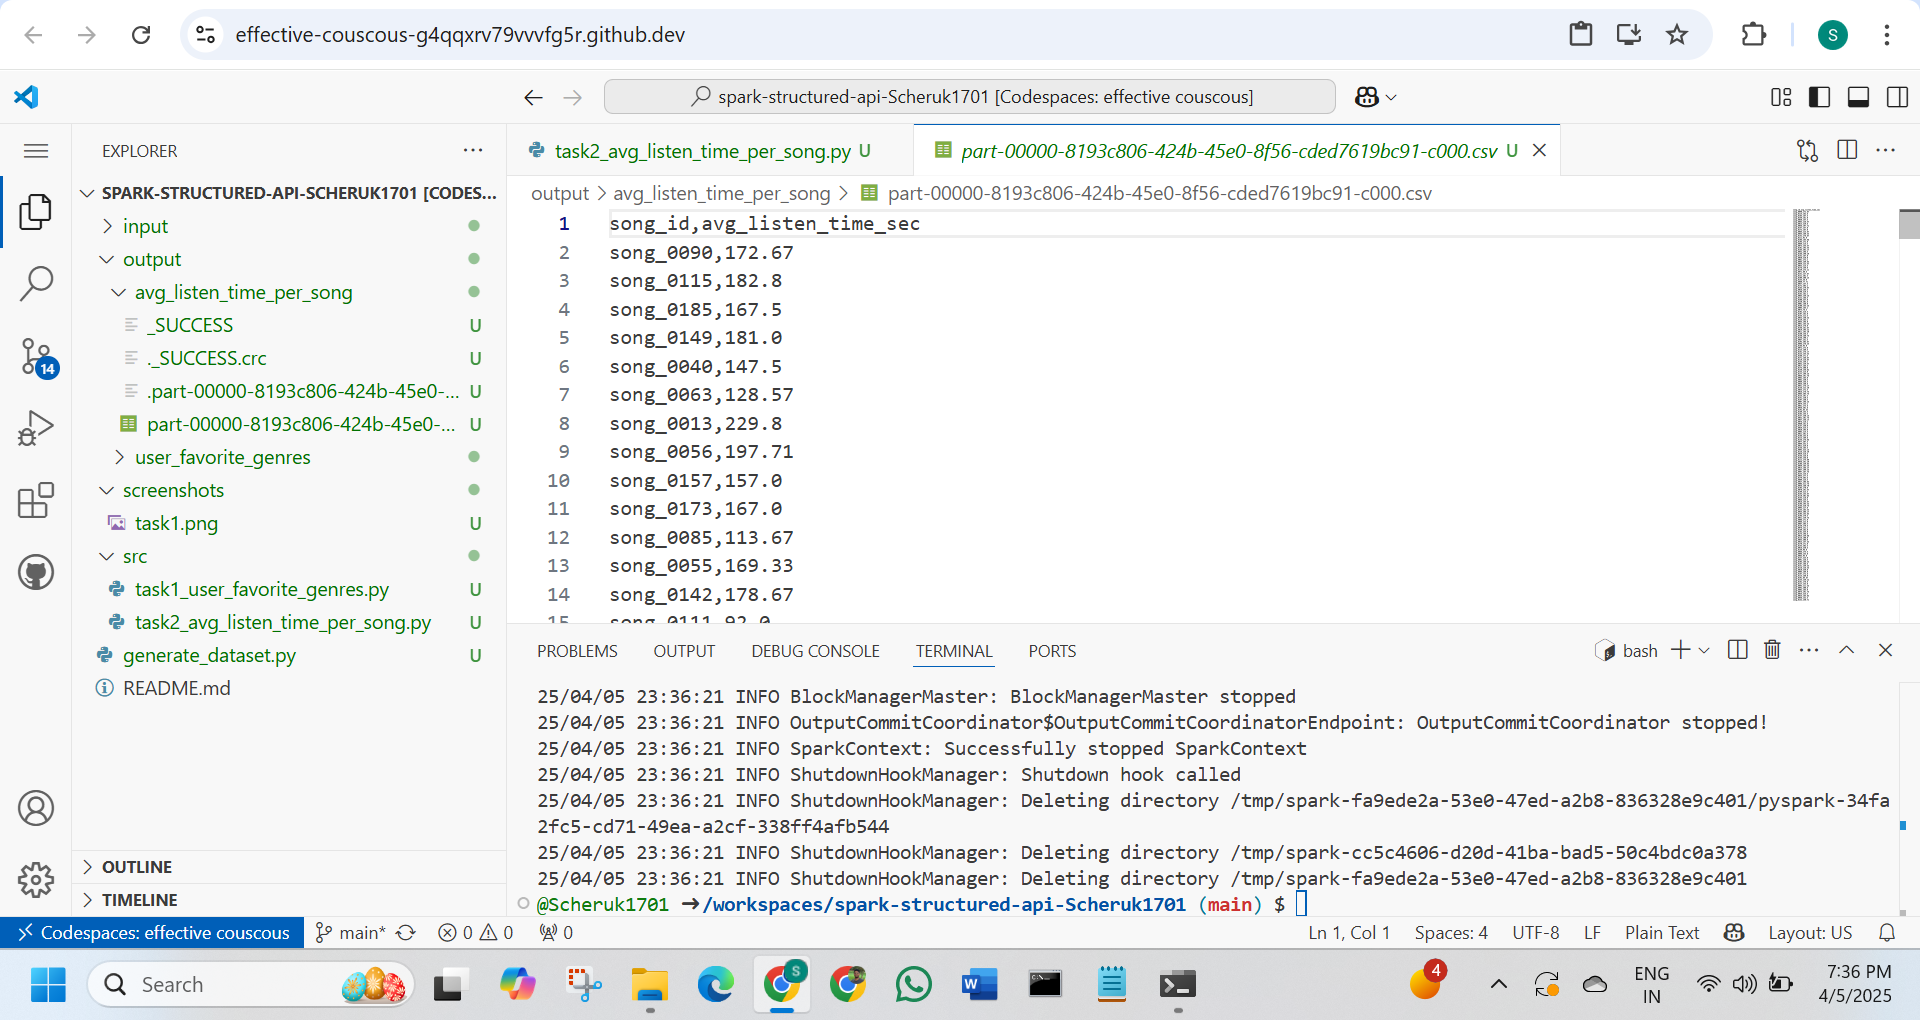 effective-couscous-g4qqxrv79vvvfg5r.github.dev
S
spark-structured-api-Scheruk1701 [Codespaces: effective couscous]
EXPLORER
SPARK-STRUCTURED-API-SCHERUK1701 [CODES...
input
output
avg_listen_time_per_song
_SUCCESS U
._SUCCESS.crc U
.part-00000-8193c806-424b-45e0-... U
part-00000-8193c806-424b-45e0-... U
user_favorite_genres
screenshots
task1.png U
src
task1_user_favorite_genres.py U
task2_avg_listen_time_per_song.py U
generate_dataset.py U
README.md
OUTLINE
TIMELINE
14
task2_avg_listen_time_per_song.py U
part-00000-8193c806-424b-45e0-8f56-cded7619bc91-c000.csv U
output > avg_listen_time_per_song > part-00000-8193c806-424b-45e0-8f56-cded7619bc91-c000.csv
1 song_id,avg_listen_time_sec
2 song_0090,172.67
3 song_0115,182.8
4 song_0185,167.5
5 song_0149,181.0
6 song_0040,147.5
7 song_0063,128.57
8 song_0013,229.8
9 song_0056,197.71
10 song_0157,157.0
11 song_0173,167.0
12 song_0085,113.67
13 song_0055,169.33
14 song_0142,178.67
15 song_0111,92.0
PROBLEMS OUTPUT DEBUG CONSOLE TERMINAL PORTS
bash
25/04/05 23:36:21 INFO BlockManagerMaster: BlockManagerMaster stopped
25/04/05 23:36:21 INFO OutputCommitCoordinator$OutputCommitCoordinatorEndpoint: OutputCommitCoordinator stopped!
25/04/05 23:36:21 INFO SparkContext: Successfully stopped SparkContext
25/04/05 23:36:21 INFO ShutdownHookManager: Shutdown hook called
25/04/05 23:36:21 INFO ShutdownHookManager: Deleting directory /tmp/spark-fa9ede2a-53e0-47ed-a2b8-836328e9c401/pyspark-34fa
2fc5-cd71-49ea-a2cf-338ff4afb544
25/04/05 23:36:21 INFO ShutdownHookManager: Deleting directory /tmp/spark-cc5c4606-d20d-41ba-bad5-50c4bdc0a378
25/04/05 23:36:21 INFO ShutdownHookManager: Deleting directory /tmp/spark-fa9ede2a-53e0-47ed-a2b8-836328e9c401
@Scheruk1701 ➜ /workspaces/spark-structured-api-Scheruk1701 (main) $
Codespaces: effective couscous main* 0 0 0 Ln 1, Col 1 Spaces: 4 UTF-8 LF Plain Text Layout: US
Search
S
W
4
ENG
IN
7:36 PM
4/5/2025